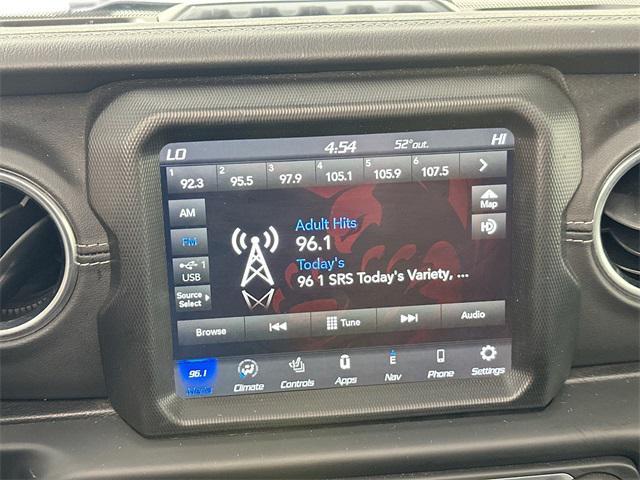 LO 4:54 52°out. HI
1 92.3 2 95.5 3 97.9 4 105.1 5 105.9 6 107.5
AM
FM
1
USB
Source
Select
Adult Hits
96.1
Today's
96 1 SRS Today's Variety, ...
Map
HD
Browse
Tune
Audio
96.1
Climate
Controls
Apps
E
Nav
Phone
Settings